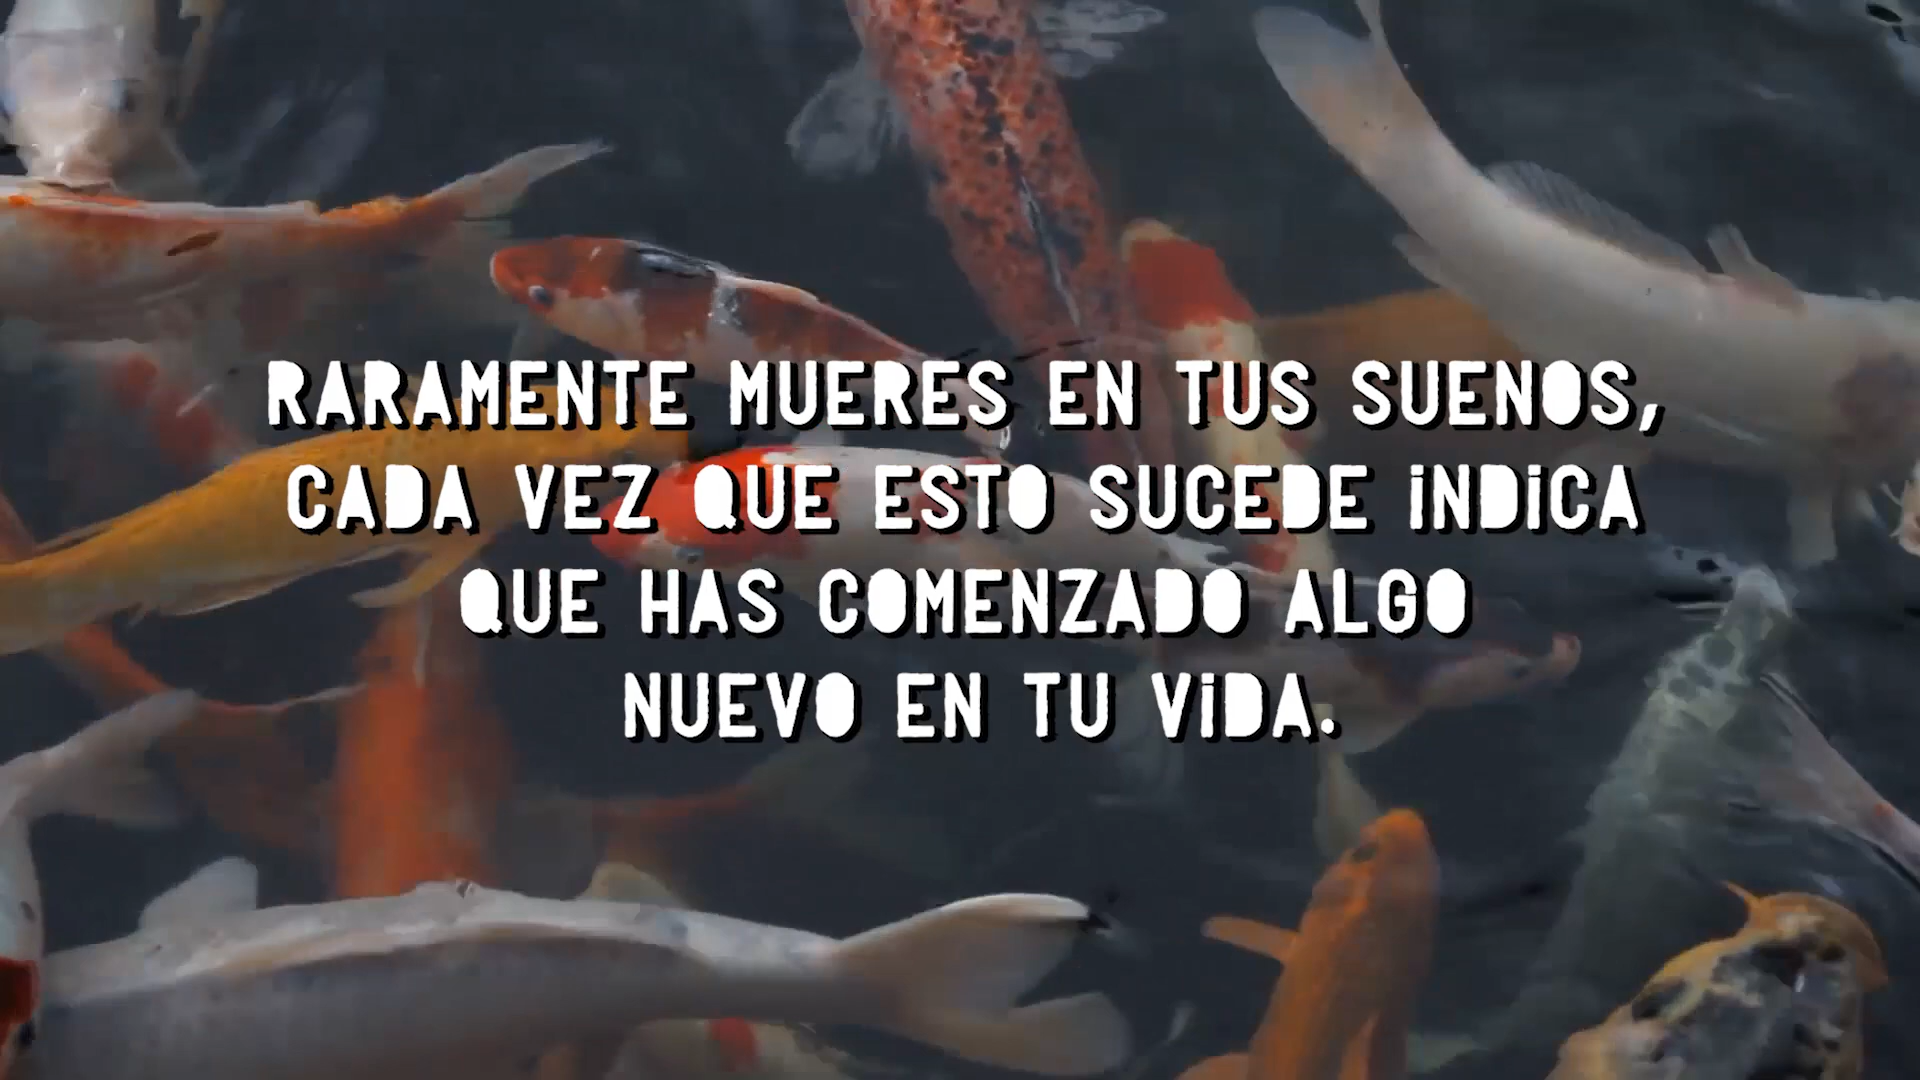 RARAMENTE MUERES EN TUS SUENOS,
CADA VEZ QUE ESTO SUCEDE INDICA
QUE HAS COMENZADO ALGO
NUEVO EN TU VIDA.